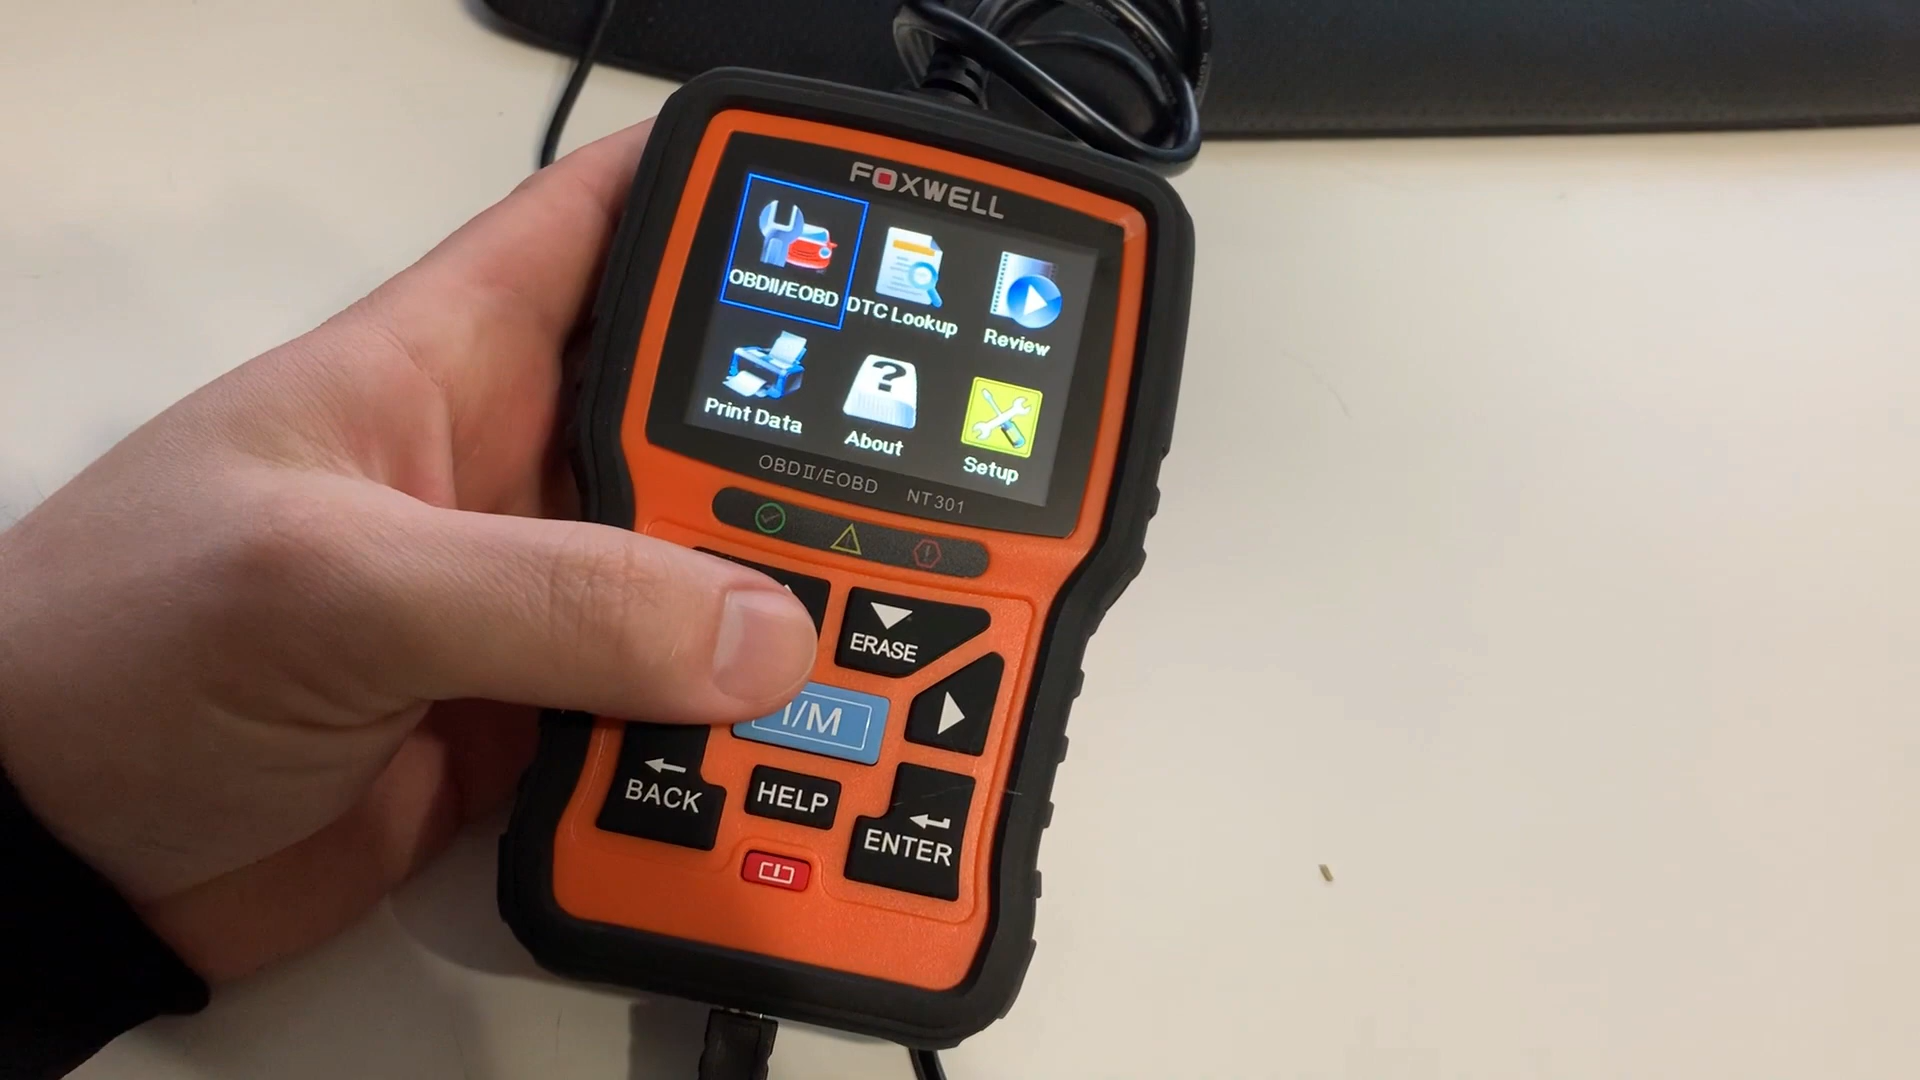 FOXWELL
OBDII/EOBD
DTC Lookup
Review
Print Data
?
About
Setup
OBDII/EOBD NT301
ERASE
I/M
BACK
HELP
ENTER